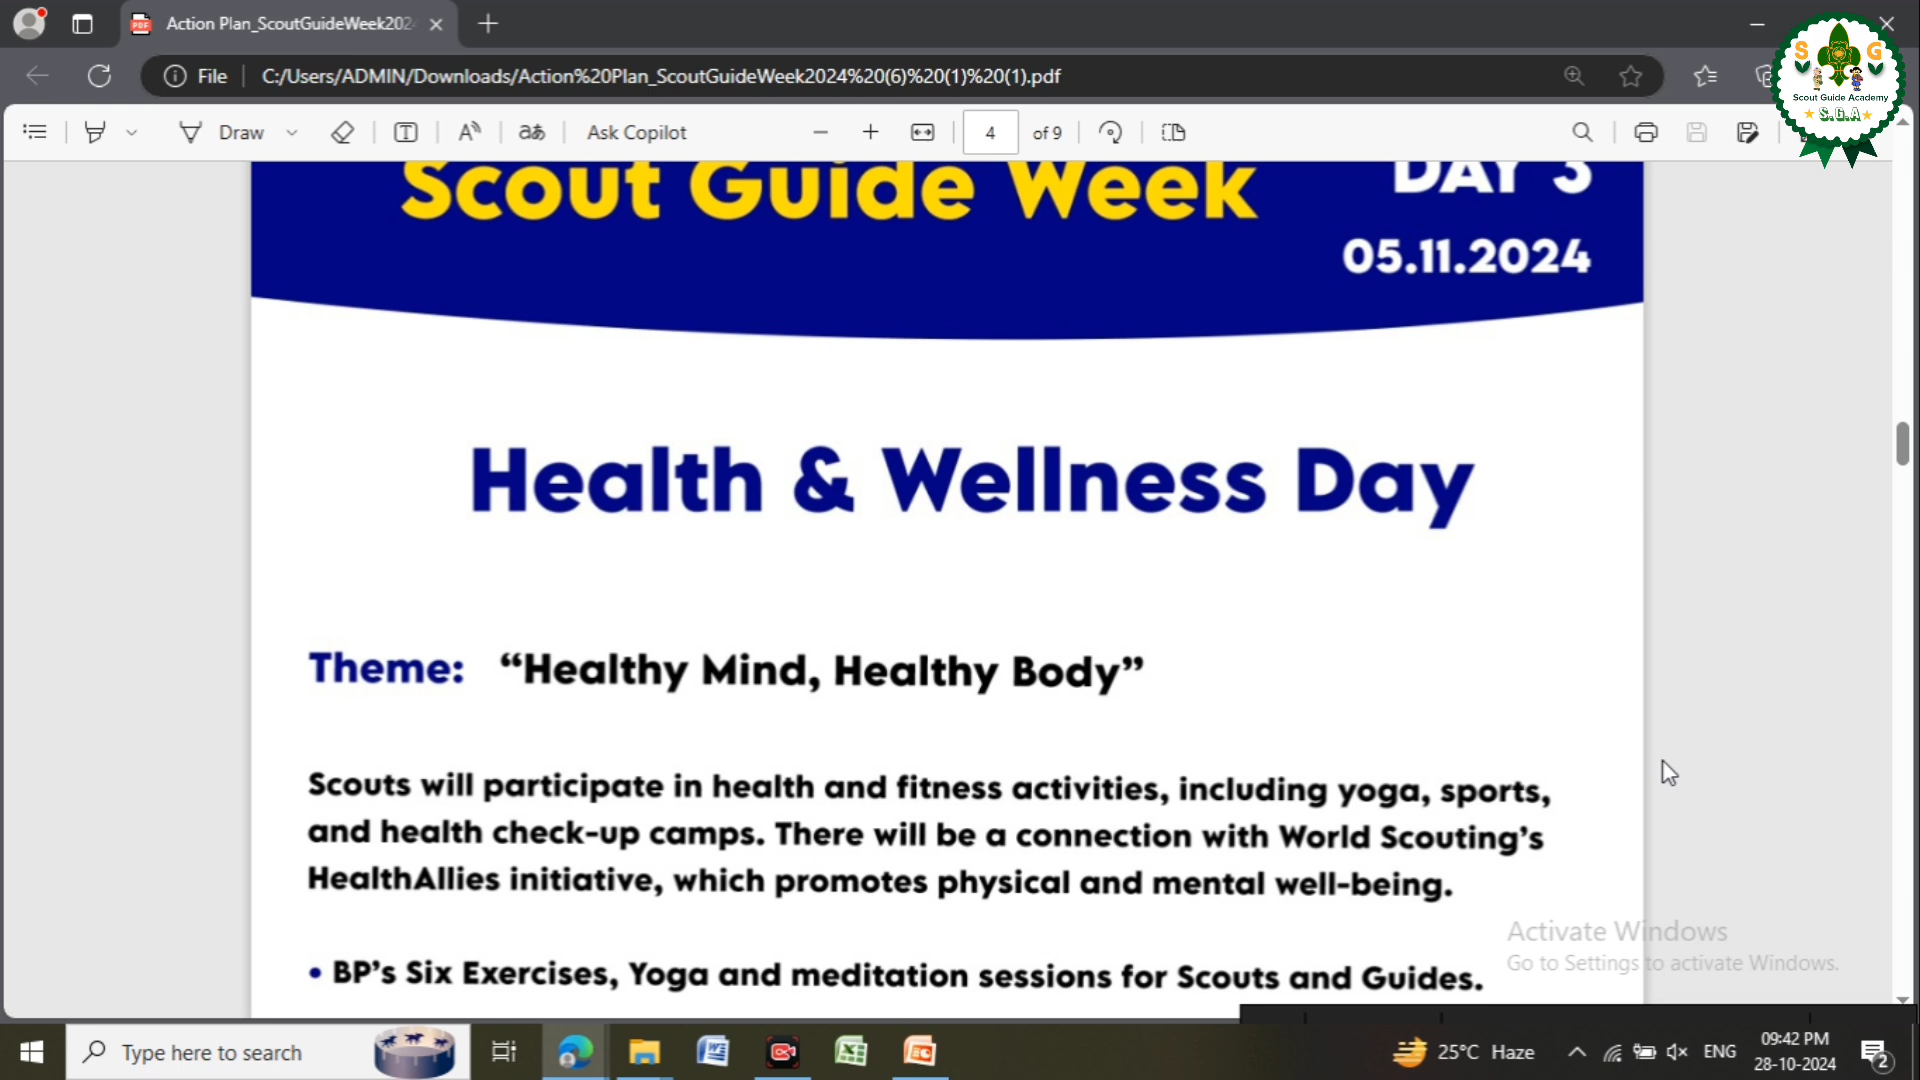 Action Plan_ScoutGuideWeek202
File
C:/Users/ADMIN/Downloads/Action%20Plan_ScoutGuideWeek2024%20(6)%20(1)%20(1).pdf
S G
Scout Guide Academy
S.G.A
Draw
Ask Copilot
4 of 9
Scout Guide Week
DAY 3
05.11.2024
Health & Wellness Day
Theme: “Healthy Mind, Healthy Body”
Scouts will participate in health and fitness activities, including yoga, sports,
and health check-up camps. There will be a connection with World Scouting’s
HealthAllies initiative, which promotes physical and mental well-being.
• BP’s Six Exercises, Yoga and meditation sessions for Scouts and Guides.
Activate Windows
Go to Settings to activate Windows.
Type here to search
25°C Haze
ENG
09:42 PM
28-10-2024
2